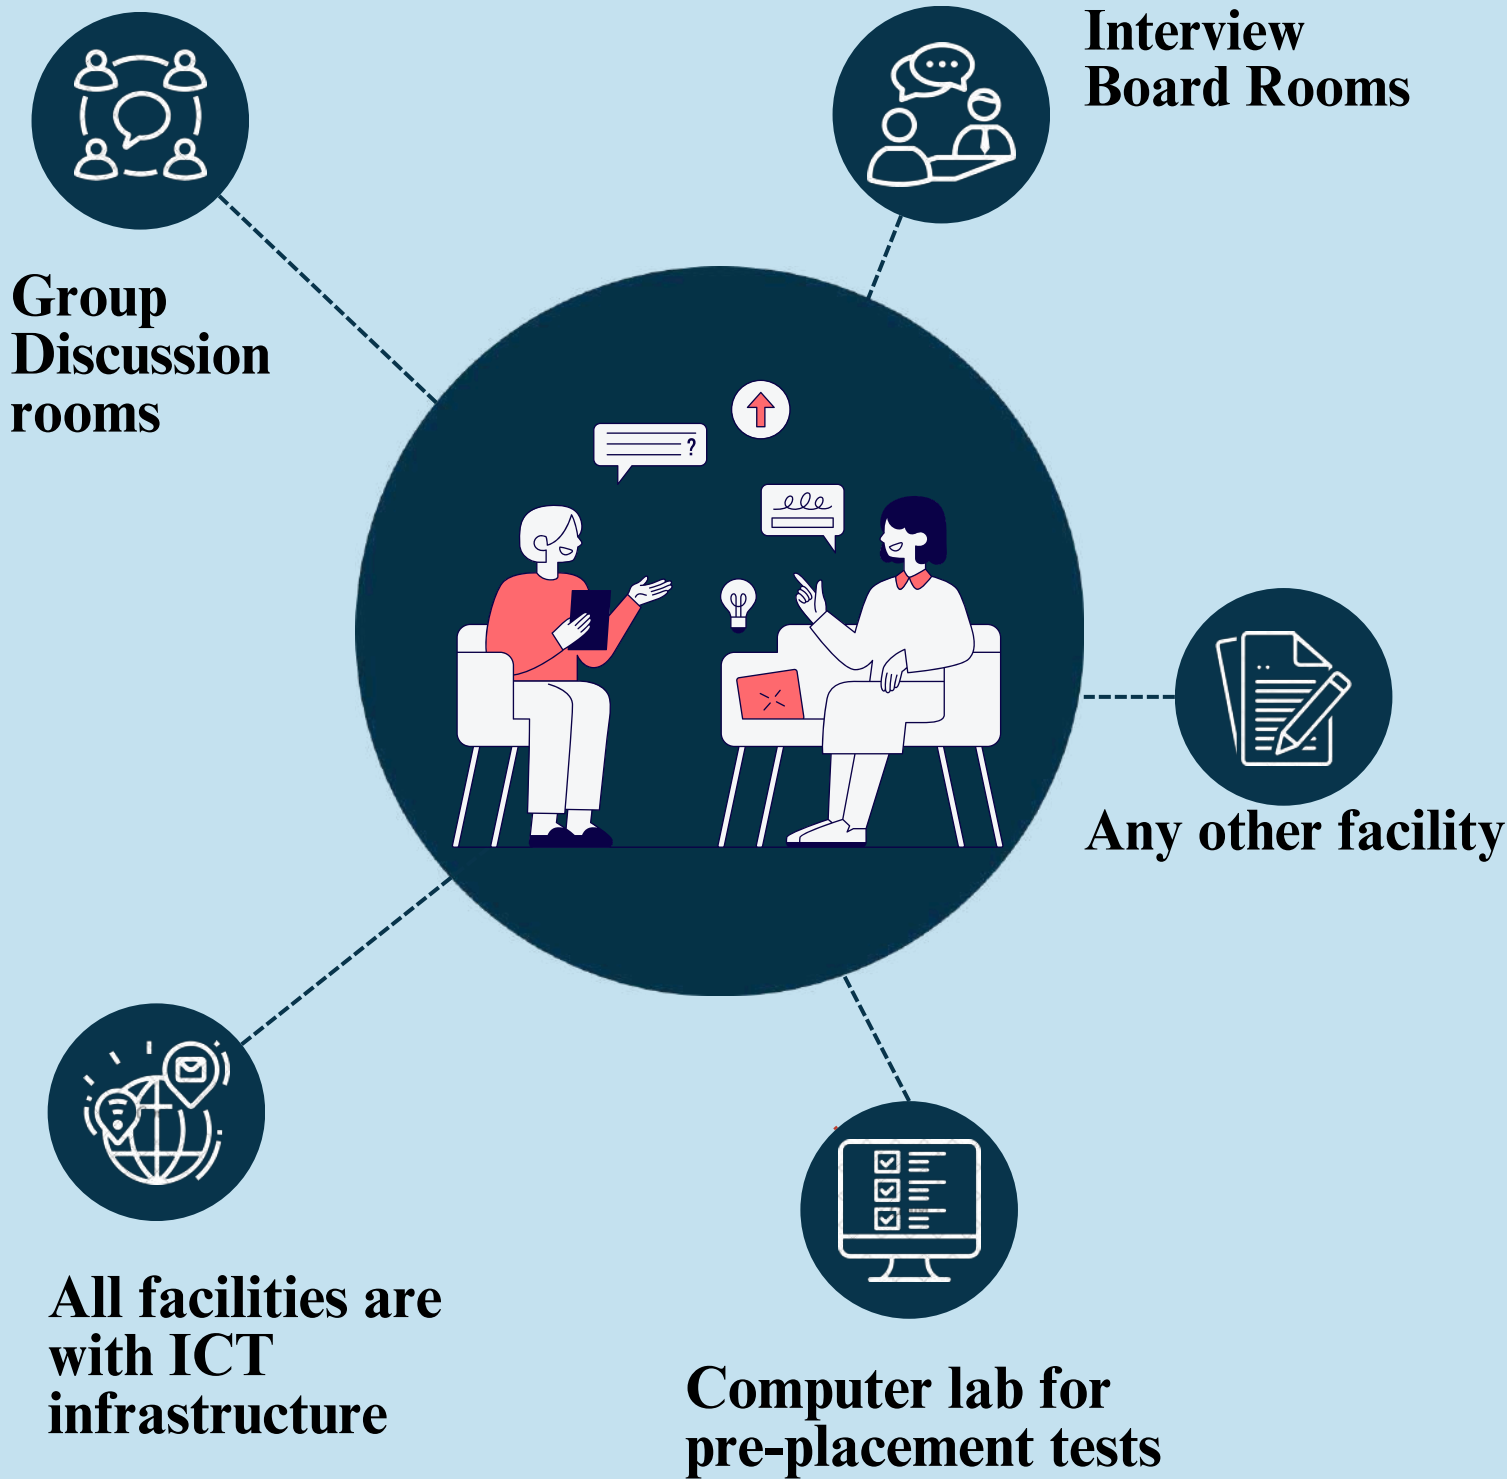 Interview
Board Rooms
Group
Discussion
rooms
?
Any other facility
All facilities are
with ICT
infrastructure
Computer lab for
pre-placement tests